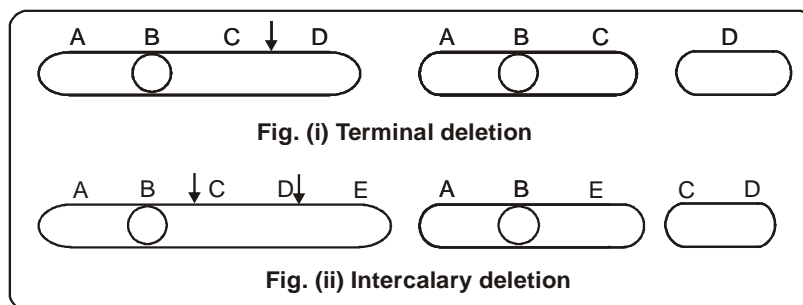 A B C D A B C D
Fig. (i) Terminal deletion
A B C D E A B E C D
Fig. (ii) Intercalary deletion